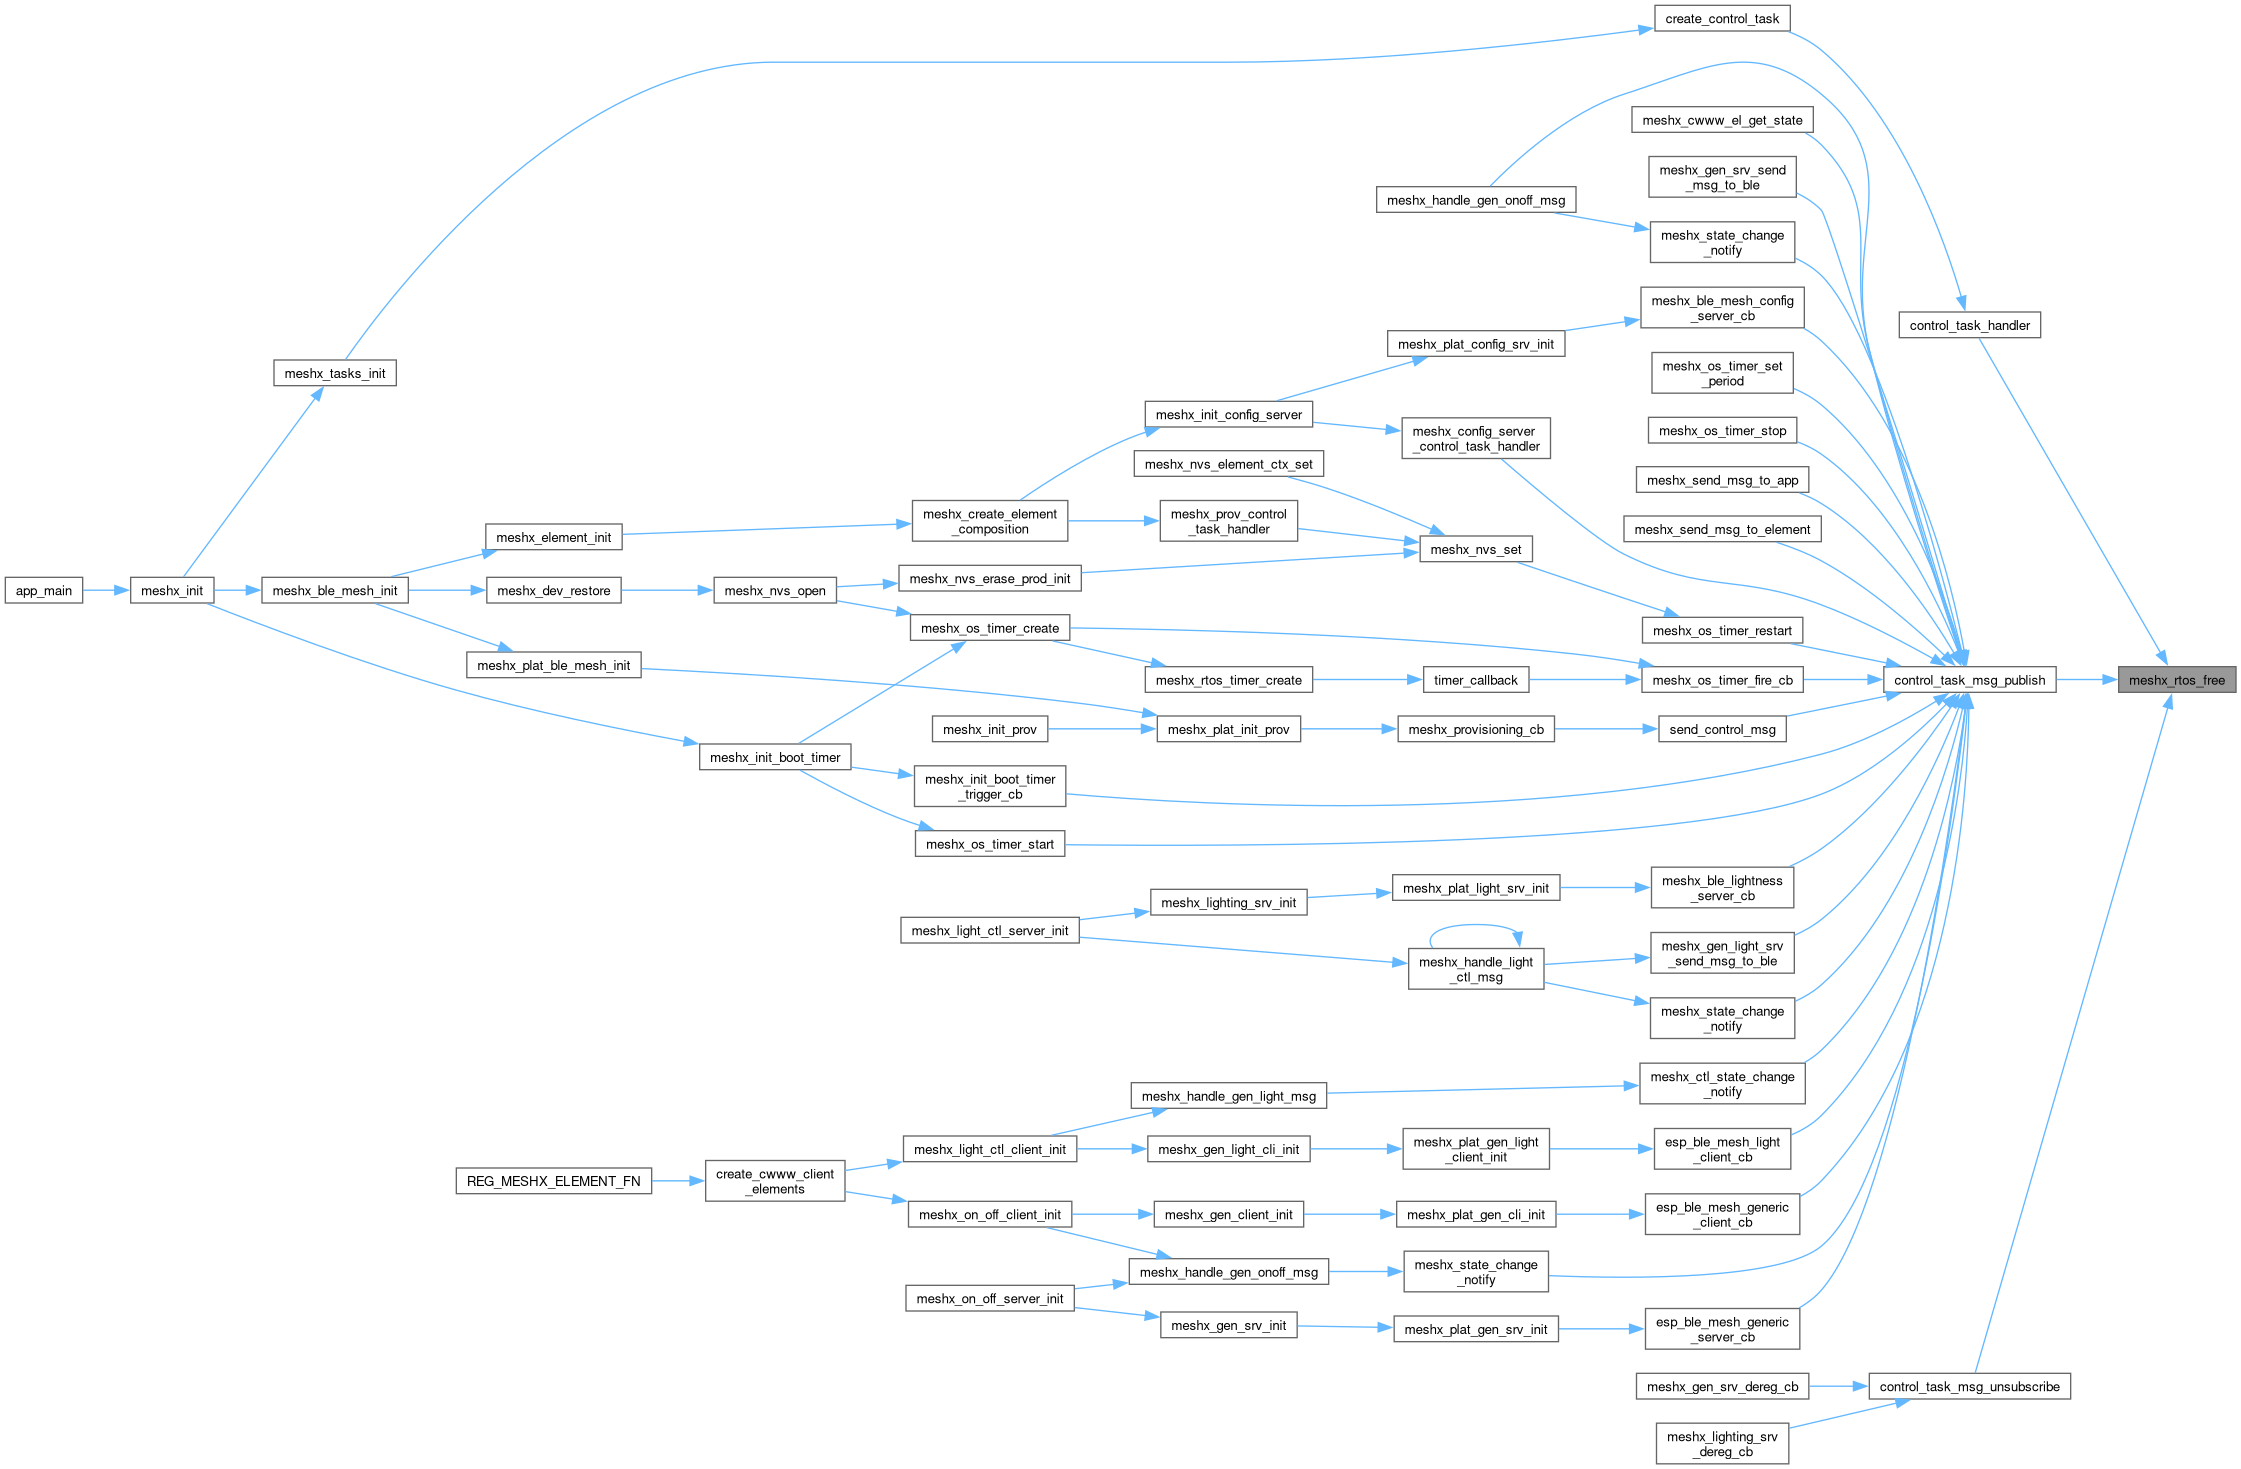 create_control_task
meshx_cwww_el_get_state
meshx_gen_srv_send
_msg_to_ble
meshx_handle_gen_onoff_msg
meshx_state_change
_notify
meshx_ble_mesh_config
_server_cb
control_task_handler
meshx_plat_config_srv_init
meshx_tasks_init
meshx_os_timer_set
_period
meshx_init_config_server
meshx_config_server
_control_task_handler
meshx_os_timer_stop
meshx_nvs_element_ctx_set
meshx_send_msg_to_app
meshx_create_element
_composition
meshx_prov_control
_task_handler
meshx_send_msg_to_element
meshx_element_init
meshx_nvs_set
app_main
meshx_init
meshx_ble_mesh_init
meshx_dev_restore
meshx_nvs_open
meshx_nvs_erase_prod_init
meshx_os_timer_create
meshx_os_timer_restart
meshx_plat_ble_mesh_init
meshx_rtos_timer_create
timer_callback
meshx_os_timer_fire_cb
control_task_msg_publish
meshx_rtos_free
meshx_init_prov
meshx_plat_init_prov
meshx_provisioning_cb
send_control_msg
meshx_init_boot_timer
meshx_init_boot_timer
_trigger_cb
meshx_os_timer_start
meshx_ble_lightness
_server_cb
meshx_plat_light_srv_init
meshx_lighting_srv_init
meshx_light_ctl_server_init
meshx_handle_light
_ctl_msg
meshx_gen_light_srv
_send_msg_to_ble
meshx_state_change
_notify
meshx_ctl_state_change
_notify
meshx_handle_gen_light_msg
meshx_light_ctl_client_init
meshx_gen_light_cli_init
meshx_plat_gen_light
_client_init
esp_ble_mesh_light
_client_cb
REG_MESHX_ELEMENT_FN
create_cwww_client
_elements
meshx_on_off_client_init
meshx_gen_client_init
meshx_plat_gen_cli_init
esp_ble_mesh_generic
_client_cb
meshx_handle_gen_onoff_msg
meshx_state_change
_notify
meshx_on_off_server_init
meshx_gen_srv_init
meshx_plat_gen_srv_init
esp_ble_mesh_generic
_server_cb
meshx_gen_srv_dereg_cb
control_task_msg_unsubscribe
meshx_lighting_srv
_dereg_cb